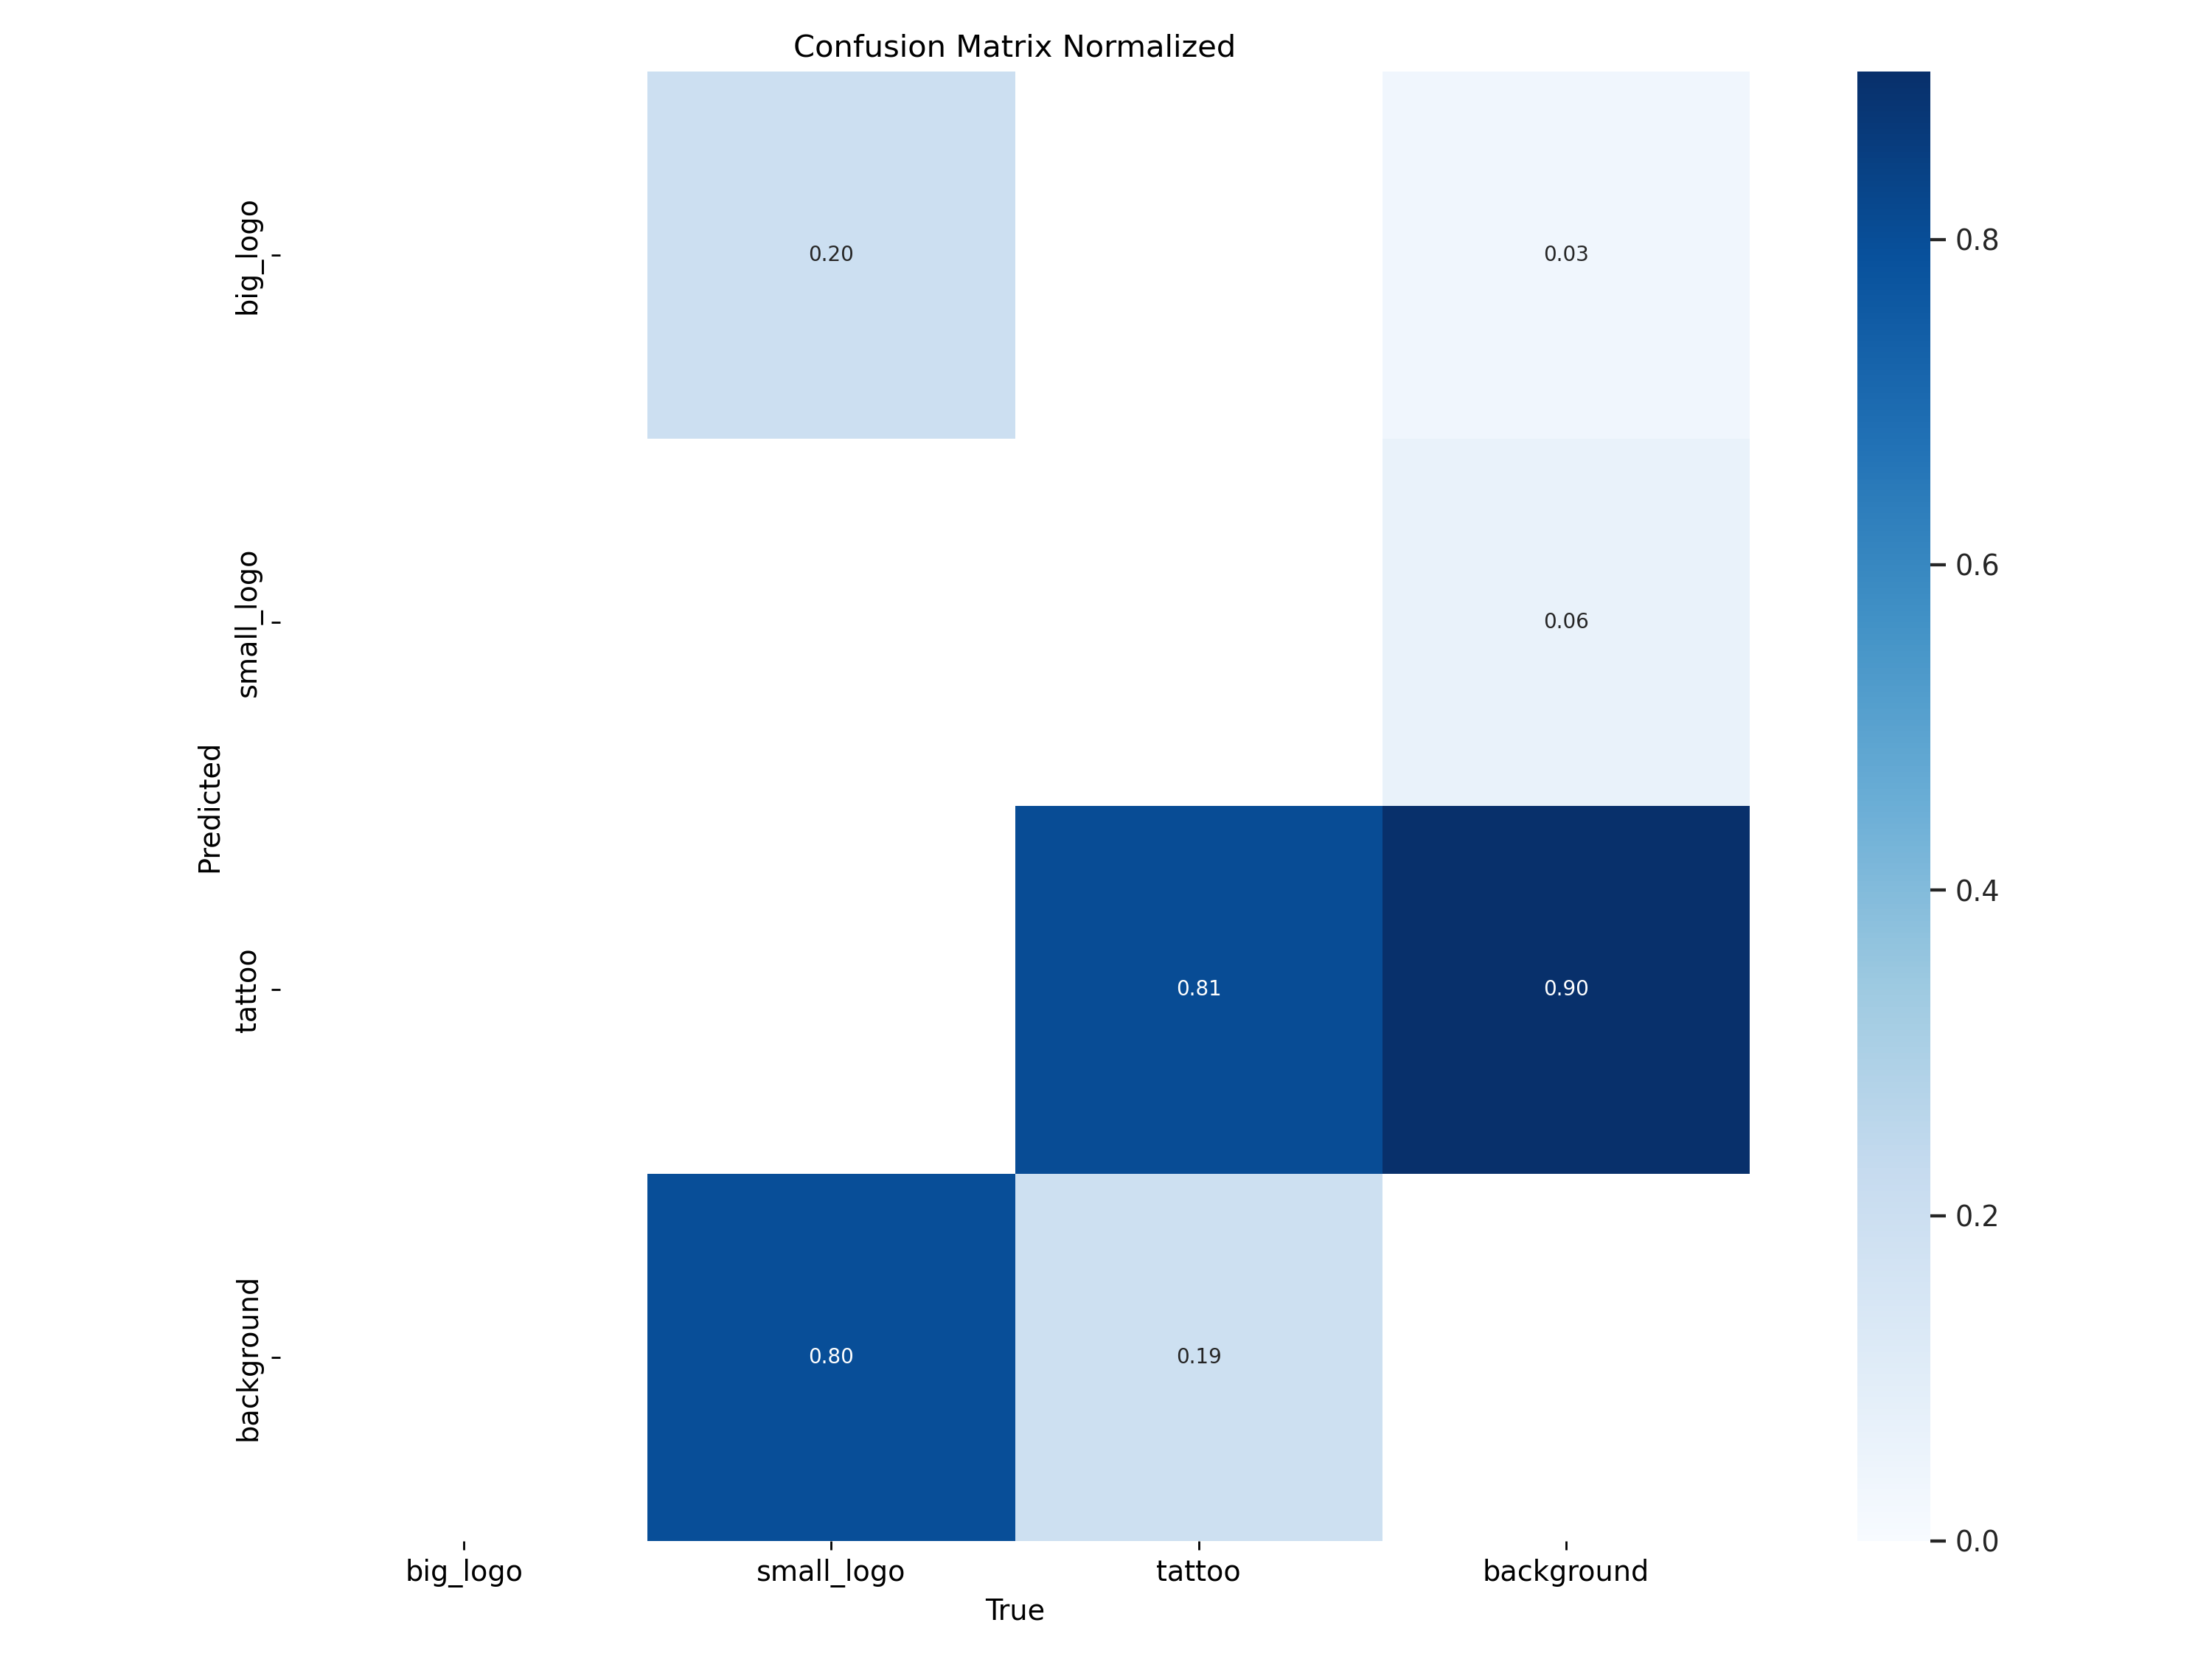 Confusion Matrix Normalized
big_logo
0.20
0.03
0.8
small_logo
0.06
0.6
Predicted
tattoo
0.81
0.90
0.4
background
0.80
0.19
0.2
0.0
big_logo
small_logo
tattoo
background
True